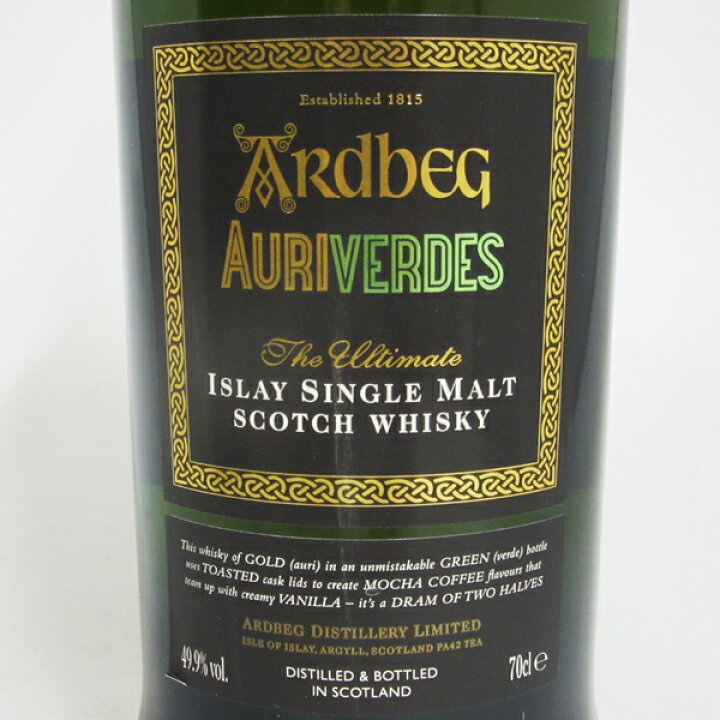 Established 1815
ARDBEG
AURIVERDES
The Ultimate
ISLAY SINGLE MALT
SCOTCH WHISKY
This whisky of GOLD (auri) in an unmistakable GREEN (verde) bottle
uses TOASTED cask lids to create MOCHA COFFEE flavours that
team up with creamy VANILLA – it's a DRAM OF TWO HALVES
ARDBEG DISTILLERY LIMITED
ISLE OF ISLAY, ARGYLL, SCOTLAND PA42 7EA
49.9% vol.
DISTILLED & BOTTLED
IN SCOTLAND
70cl ℮